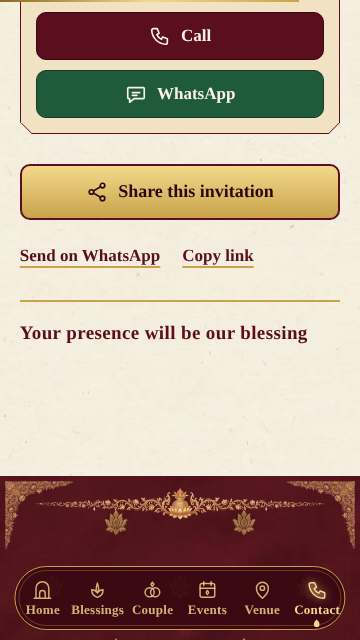 Call
WhatsApp
Share this invitation
Send on WhatsApp Copy link
Your presence will be our blessing
Home Blessings Couple Events Venue Contact